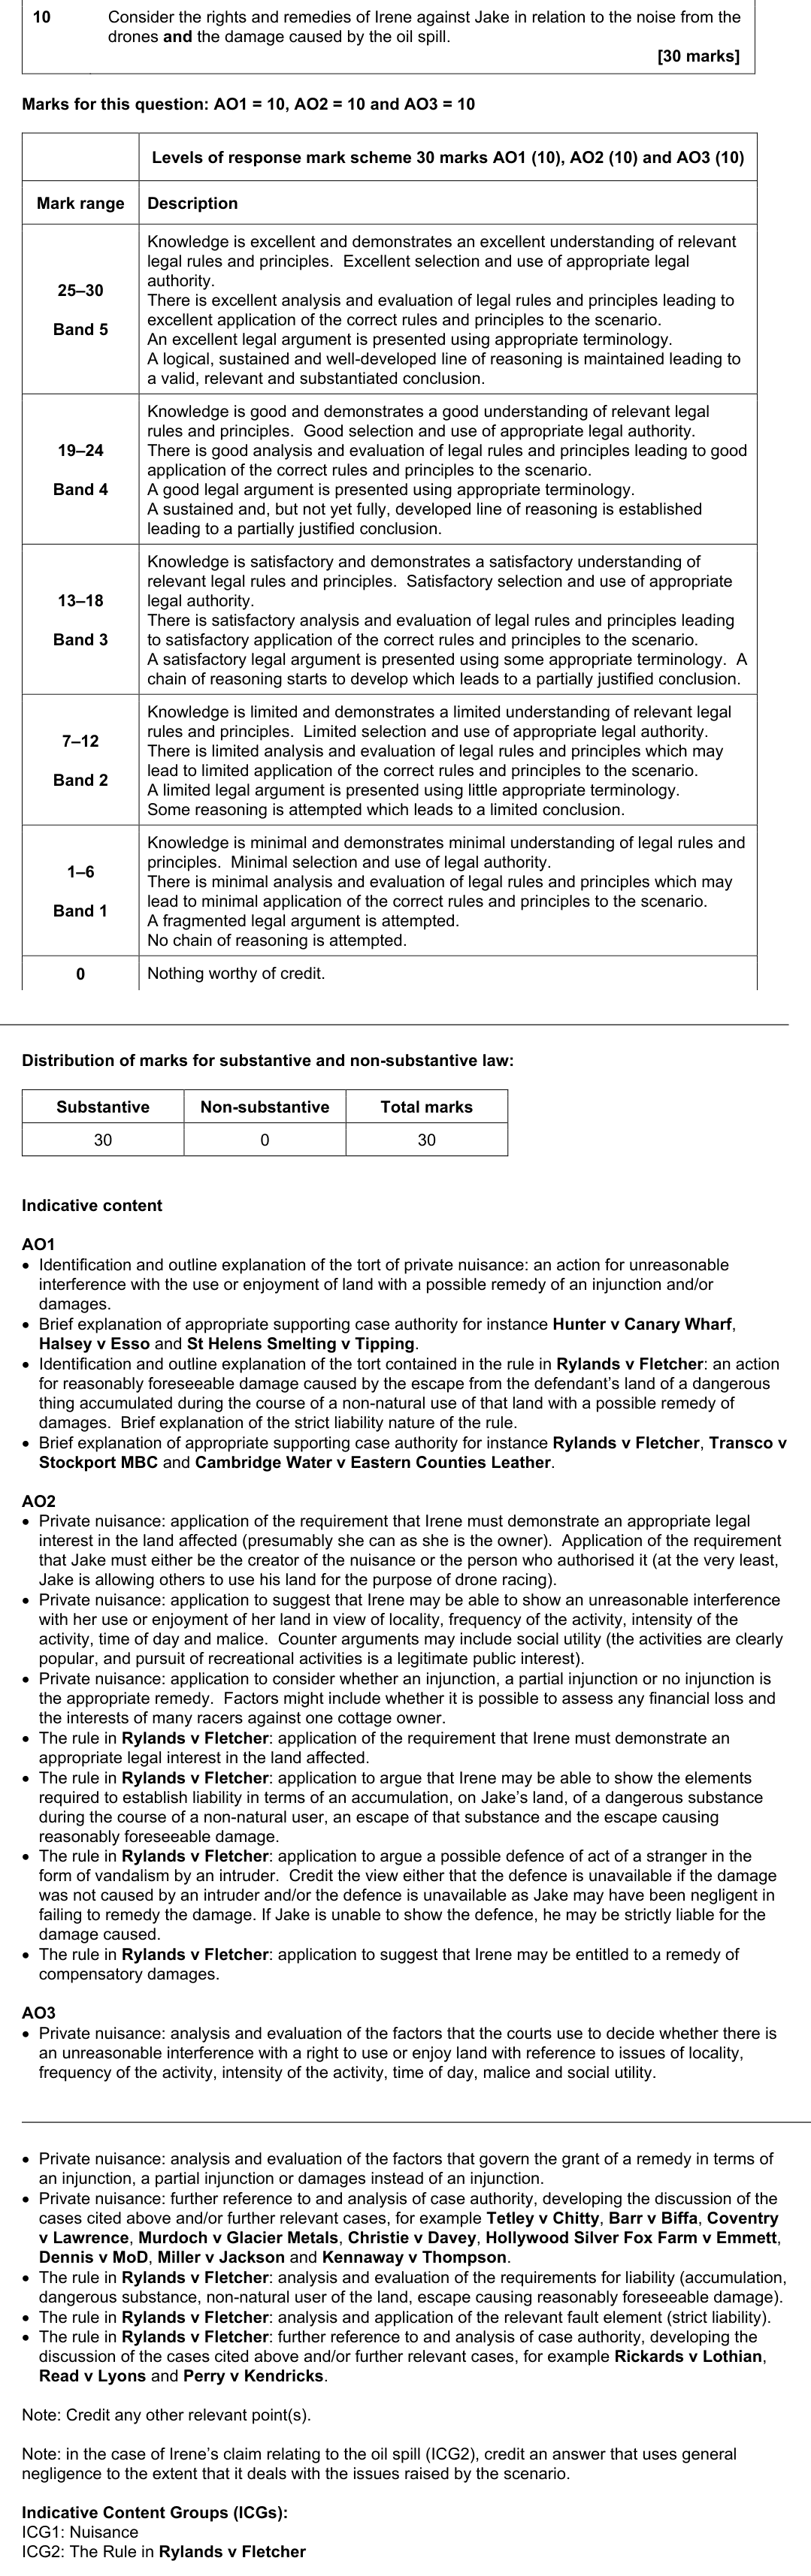 10 Consider the rights and remedies of Irene against Jake in relation to the noise from the
drones and the damage caused by the oil spill.
[30 marks]
Marks for this question: AO1 = 10, AO2 = 10 and AO3 = 10
Levels of response mark scheme 30 marks AO1 (10), AO2 (10) and AO3 (10)
Mark range Description
25–30
Band 5
Knowledge is excellent and demonstrates an excellent understanding of relevant
legal rules and principles. Excellent selection and use of appropriate legal
authority.
There is excellent analysis and evaluation of legal rules and principles leading to
excellent application of the correct rules and principles to the scenario.
An excellent legal argument is presented using appropriate terminology.
A logical, sustained and well-developed line of reasoning is maintained leading to
a valid, relevant and substantiated conclusion.
19–24
Band 4
Knowledge is good and demonstrates a good understanding of relevant legal
rules and principles. Good selection and use of appropriate legal authority.
There is good analysis and evaluation of legal rules and principles leading to good
application of the correct rules and principles to the scenario.
A good legal argument is presented using appropriate terminology.
A sustained and, but not yet fully, developed line of reasoning is established
leading to a partially justified conclusion.
13–18
Band 3
Knowledge is satisfactory and demonstrates a satisfactory understanding of
relevant legal rules and principles. Satisfactory selection and use of appropriate
legal authority.
There is satisfactory analysis and evaluation of legal rules and principles leading
to satisfactory application of the correct rules and principles to the scenario.
A satisfactory legal argument is presented using some appropriate terminology. A
chain of reasoning starts to develop which leads to a partially justified conclusion.
7–12
Band 2
Knowledge is limited and demonstrates a limited understanding of relevant legal
rules and principles. Limited selection and use of appropriate legal authority.
There is limited analysis and evaluation of legal rules and principles which may
lead to limited application of the correct rules and principles to the scenario.
A limited legal argument is presented using little appropriate terminology.
Some reasoning is attempted which leads to a limited conclusion.
1–6
Band 1
Knowledge is minimal and demonstrates minimal understanding of legal rules and
principles. Minimal selection and use of legal authority.
There is minimal analysis and evaluation of legal rules and principles which may
lead to minimal application of the correct rules and principles to the scenario.
A fragmented legal argument is attempted.
No chain of reasoning is attempted.
0 Nothing worthy of credit.
Distribution of marks for substantive and non-substantive law:
Substantive Non-substantive Total marks
30 0 30
Indicative content
AO1
• Identification and outline explanation of the tort of private nuisance: an action for unreasonable
interference with the use or enjoyment of land with a possible remedy of an injunction and/or
damages.
• Brief explanation of appropriate supporting case authority for instance Hunter v Canary Wharf,
Halsey v Esso and St Helens Smelting v Tipping.
• Identification and outline explanation of the tort contained in the rule in Rylands v Fletcher: an action
for reasonably foreseeable damage caused by the escape from the defendant's land of a dangerous
thing accumulated during the course of a non-natural use of that land with a possible remedy of
damages. Brief explanation of the strict liability nature of the rule.
• Brief explanation of appropriate supporting case authority for instance Rylands v Fletcher, Transco v
Stockport MBC and Cambridge Water v Eastern Counties Leather.
AO2
• Private nuisance: application of the requirement that Irene must demonstrate an appropriate legal
interest in the land affected (presumably she can as she is the owner). Application of the requirement
that Jake must either be the creator of the nuisance or the person who authorised it (at the very least,
Jake is allowing others to use his land for the purpose of drone racing).
• Private nuisance: application to suggest that Irene may be able to show an unreasonable interference
with her use or enjoyment of her land in view of locality, frequency of the activity, intensity of the
activity, time of day and malice. Counter arguments may include social utility (the activities are clearly
popular, and pursuit of recreational activities is a legitimate public interest).
• Private nuisance: application to consider whether an injunction, a partial injunction or no injunction is
the appropriate remedy. Factors might include whether it is possible to assess any financial loss and
the interests of many racers against one cottage owner.
• The rule in Rylands v Fletcher: application of the requirement that Irene must demonstrate an
appropriate legal interest in the land affected.
• The rule in Rylands v Fletcher: application to argue that Irene may be able to show the elements
required to establish liability in terms of an accumulation, on Jake's land, of a dangerous substance
during the course of a non-natural user, an escape of that substance and the escape causing
reasonably foreseeable damage.
• The rule in Rylands v Fletcher: application to argue a possible defence of act of a stranger in the
form of vandalism by an intruder. Credit the view either that the defence is unavailable if the damage
was not caused by an intruder and/or the defence is unavailable as Jake may have been negligent in
failing to remedy the damage. If Jake is unable to show the defence, he may be strictly liable for the
damage caused.
• The rule in Rylands v Fletcher: application to suggest that Irene may be entitled to a remedy of
compensatory damages.
AO3
• Private nuisance: analysis and evaluation of the factors that the courts use to decide whether there is
an unreasonable interference with a right to use or enjoy land with reference to issues of locality,
frequency of the activity, intensity of the activity, time of day, malice and social utility.
• Private nuisance: analysis and evaluation of the factors that govern the grant of a remedy in terms of
an injunction, a partial injunction or damages instead of an injunction.
• Private nuisance: further reference to and analysis of case authority, developing the discussion of the
cases cited above and/or further relevant cases, for example Tetley v Chitty, Barr v Biffa, Coventry
v Lawrence, Murdoch v Glacier Metals, Christie v Davey, Hollywood Silver Fox Farm v Emmett,
Dennis v MoD, Miller v Jackson and Kennaway v Thompson.
• The rule in Rylands v Fletcher: analysis and evaluation of the requirements for liability (accumulation,
dangerous substance, non-natural user of the land, escape causing reasonably foreseeable damage).
• The rule in Rylands v Fletcher: analysis and application of the relevant fault element (strict liability).
• The rule in Rylands v Fletcher: further reference to and analysis of case authority, developing the
discussion of the cases cited above and/or further relevant cases, for example Rickards v Lothian,
Read v Lyons and Perry v Kendricks.
Note: Credit any other relevant point(s).
Note: in the case of Irene's claim relating to the oil spill (ICG2), credit an answer that uses general
negligence to the extent that it deals with the issues raised by the scenario.
Indicative Content Groups (ICGs):
ICG1: Nuisance
ICG2: The Rule in Rylands v Fletcher